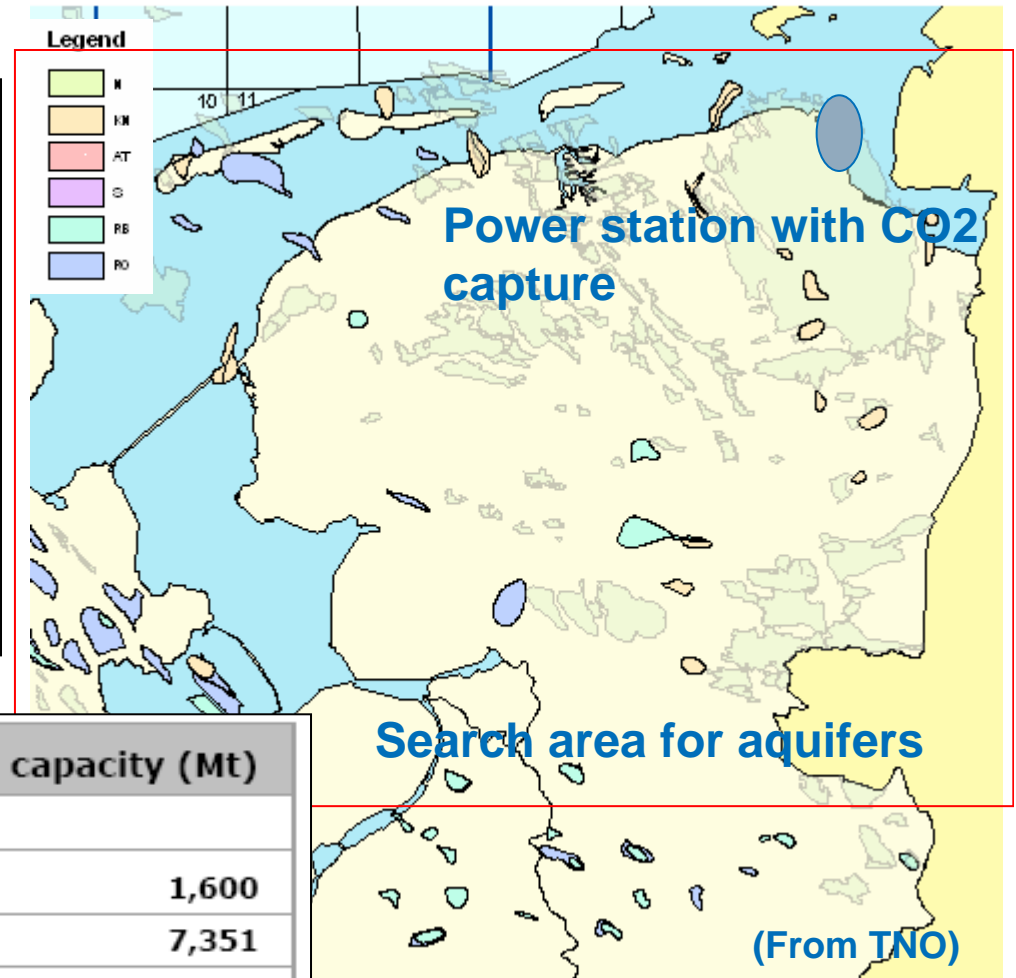 Legend
N
KN
AT
S
RB
RO
10 11
Power station with CO2
capture
Search area for aquifers
capacity (Mt)
1,600
7,351
(From TNO)